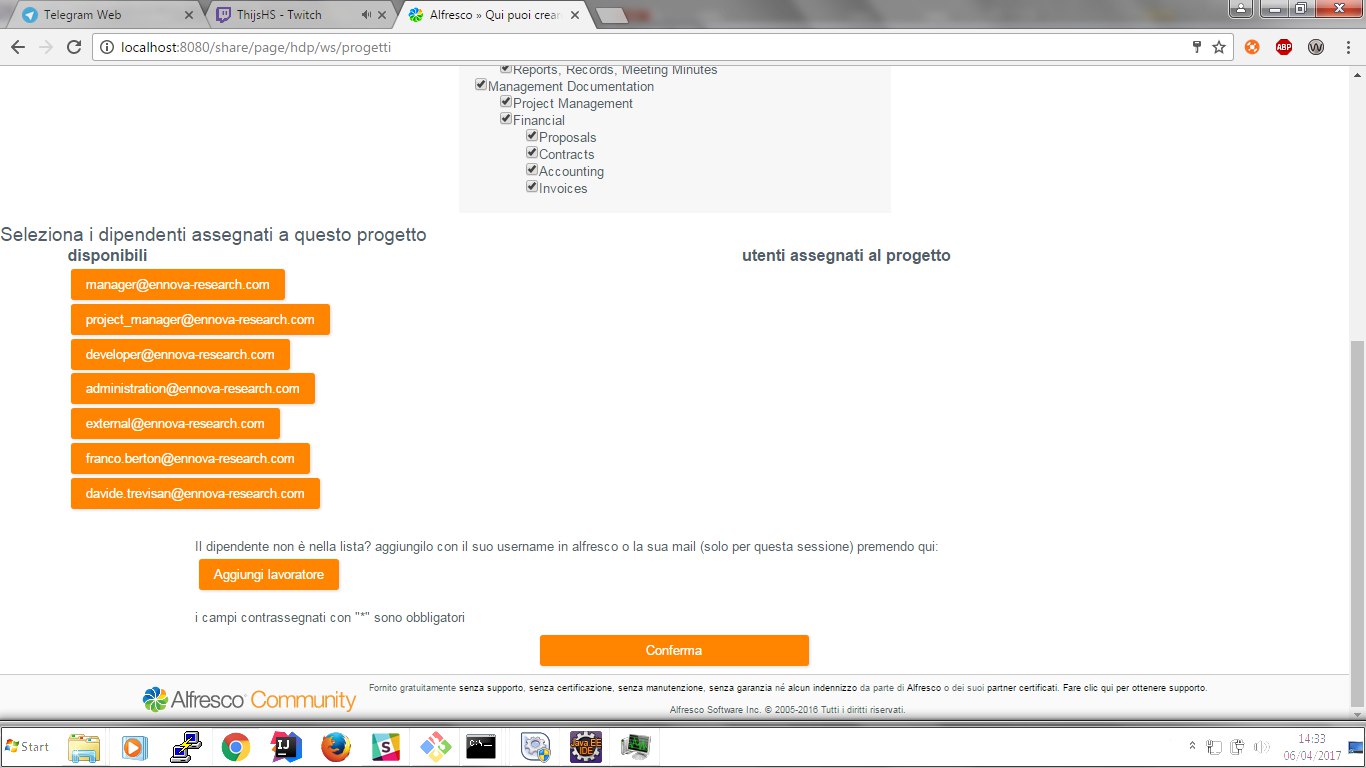 Telegram Web
ThijsHS - Twitch
Alfresco » Qui puoi crean
localhost:8080/share/page/hdp/ws/progetti
ABP
Reports, Records, Meeting Minutes
Management Documentation
Project Management
Financial
Proposals
Contracts
Accounting
Invoices
Seleziona i dipendenti assegnati a questo progetto
disponibili
utenti assegnati al progetto
manager@ennova-research.com
project_manager@ennova-research.com
developer@ennova-research.com
administration@ennova-research.com
external@ennova-research.com
franco.berton@ennova-research.com
davide.trevisan@ennova-research.com
Il dipendente non è nella lista? aggiungilo con il suo username in alfresco o la sua mail (solo per questa sessione) premendo qui:
Aggiungi lavoratore
i campi contrassegnati con "*" sono obbligatori
Conferma
Alfresco Community
Fornito gratuitamente senza supporto, senza certificazione, senza manutenzione, senza garanzia né alcun indennizzo da parte di Alfresco o dei suoi partner certificati. Fare clic qui per ottenere supporto.
Alfresco Software Inc. © 2005-2016 Tutti i diritti riservati.
Start
IJ
Java EE
IDE
14:33
06/04/2017